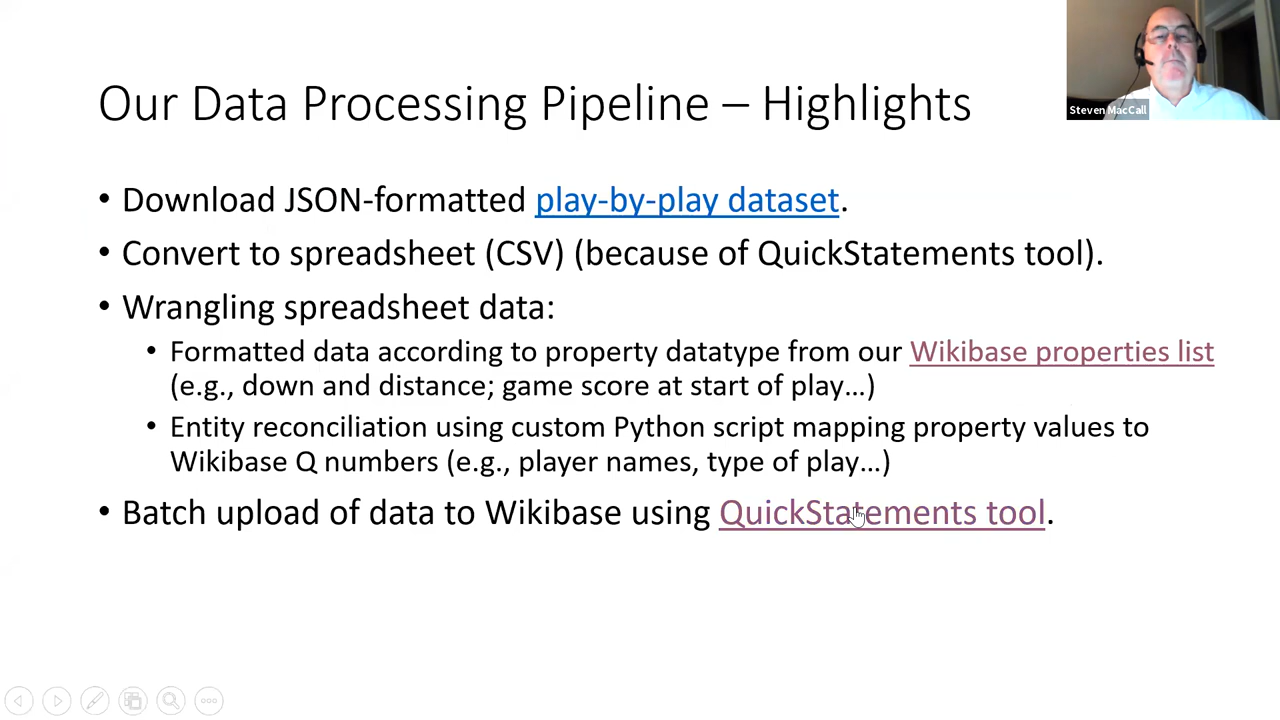 Our Data Processing Pipeline – Highlights
Steven MacCall
• Download JSON-formatted play-by-play dataset.
• Convert to spreadsheet (CSV) (because of QuickStatements tool).
• Wrangling spreadsheet data:
• Formatted data according to property datatype from our Wikibase properties list
(e.g., down and distance; game score at start of play…)
• Entity reconciliation using custom Python script mapping property values to
Wikibase Q numbers (e.g., player names, type of play…)
• Batch upload of data to Wikibase using QuickStatements tool.